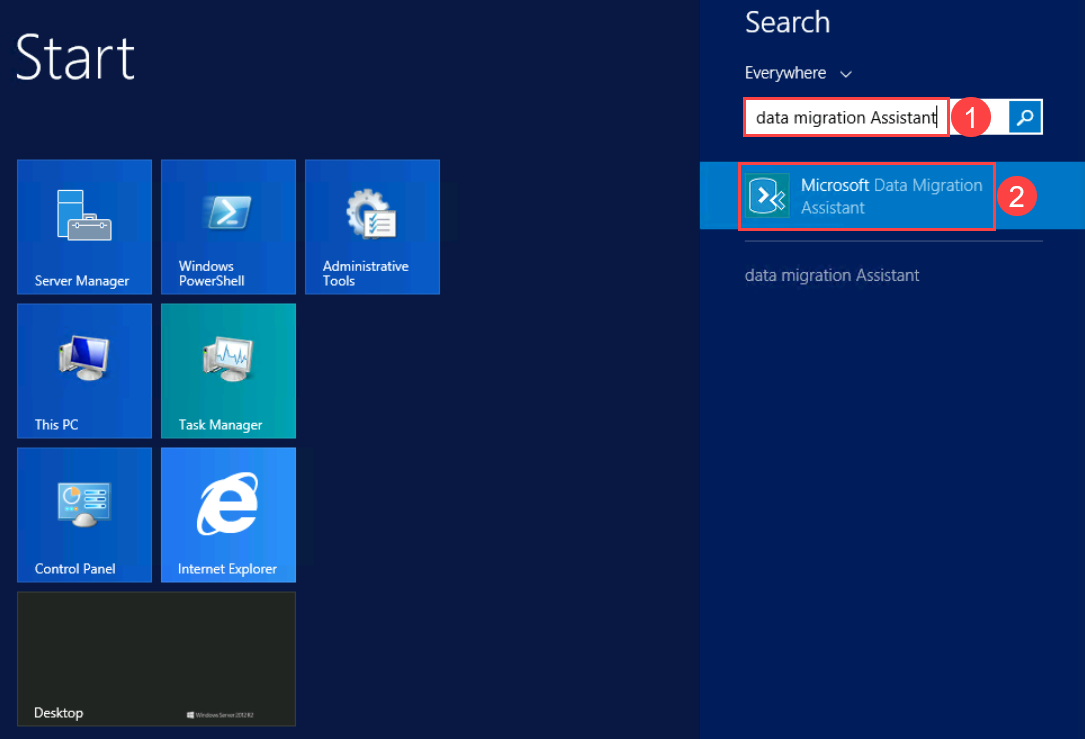 Start
Server Manager
Windows
PowerShell
Administrative
Tools
This PC
Task Manager
Control Panel
Internet Explorer
Desktop
Windows Server 2012 R2
Search
Everywhere
data migration Assistant
1
Microsoft Data Migration
Assistant
2
data migration Assistant